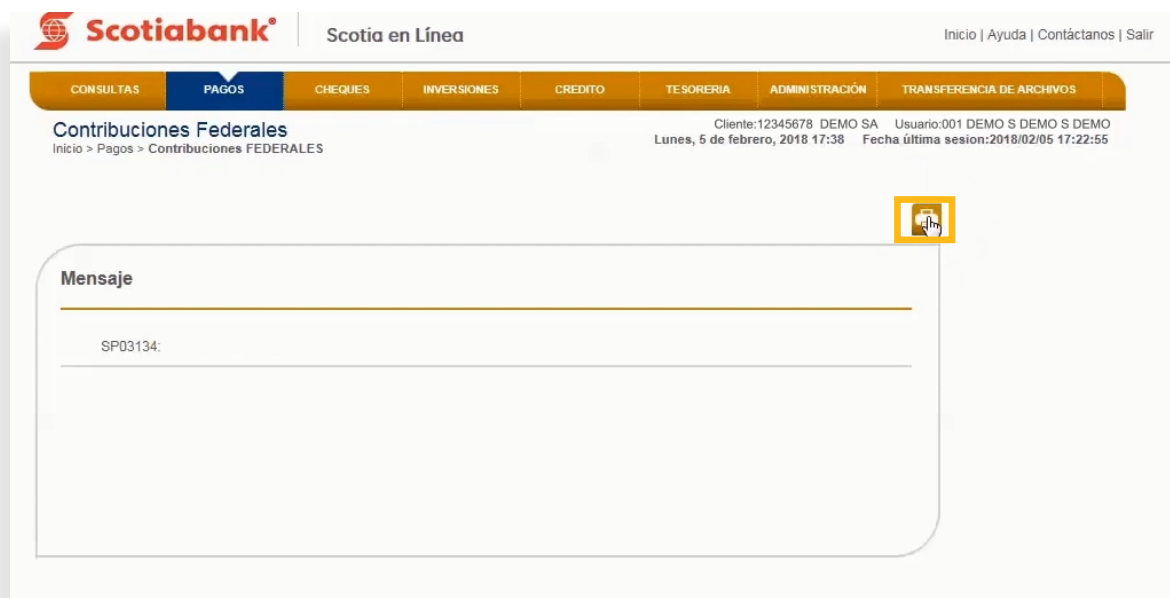 Scotiabank® Scotia en Línea Inicio | Ayuda | Contáctanos | Salir
CONSULTAS PAGOS CHEQUES INVERSIONES CREDITO TESORERIA ADMINISTRACIÓN TRANSFERENCIA DE ARCHIVOS
Contribuciones Federales Cliente:12345678 DEMO SA Usuario:001 DEMO S DEMO S DEMO
Inicio > Pagos > Contribuciones FEDERALES Lunes, 5 de febrero, 2018 17:38 Fecha última sesion:2018/02/05 17:22:55
Mensaje
SP03134: